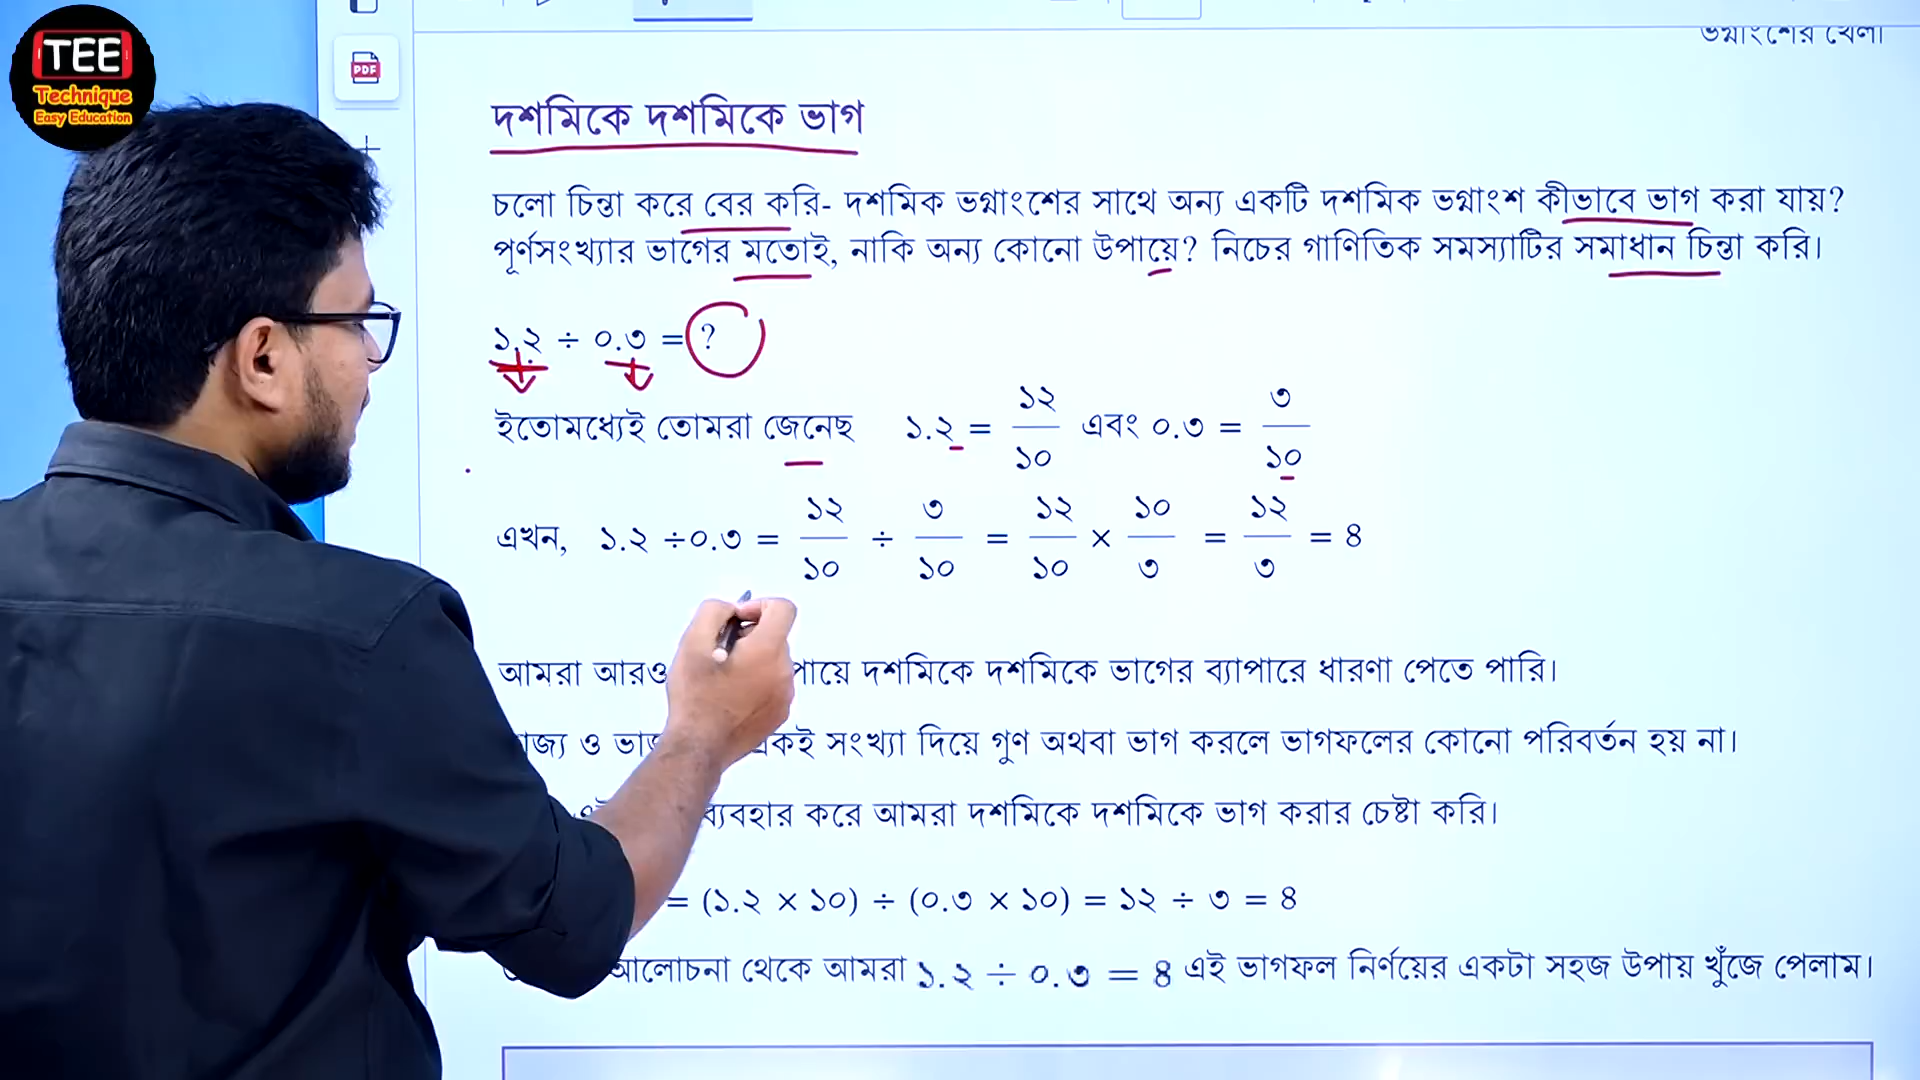 TEE
Technique
Easy Education
PDF
ভগ্নাংশের খেলা
দশমিকে দশমিকে ভাগ
চলো চিন্তা করে বের করি- দশমিক ভগ্নাংশের সাথে অন্য একটি দশমিক ভগ্নাংশ কীভাবে ভাগ করা যায়?
পূর্ণসংখ্যার ভাগের মতোই, নাকি অন্য কোনো উপায়ে? নিচের গাণিতিক সমস্যাটির সমাধান চিন্তা করি।
১.২ ÷ ০.৩ = ?
ইতোমধ্যেই তোমরা জেনেছ ১.২ = ১২/১০ এবং ০.৩ = ৩/১০
এখন, ১.২ ÷০.৩ = ১২/১০ ÷ ৩/১০ = ১২/১০ × ১০/৩ = ১২/৩ = ৪
আমরা আরও দশমিকে দশমিকে ভাগের ব্যাপারে ধারণা পেতে পারি।
ও একই সংখ্যা দিয়ে গুণ অথবা ভাগ করলে ভাগফলের কোনো পরিবর্তন হয় না।
ব্যবহার করে আমরা দশমিকে দশমিকে ভাগ করার চেষ্টা করি।
= (১.২ × ১০) ÷ (০.৩ × ১০) = ১২ ÷ ৩ = ৪
আলোচনা থেকে আমরা ১.২ ÷ ০.৩ = ৪ এই ভাগফল নির্ণয়ের একটা সহজ উপায় খুঁজে পেলাম।